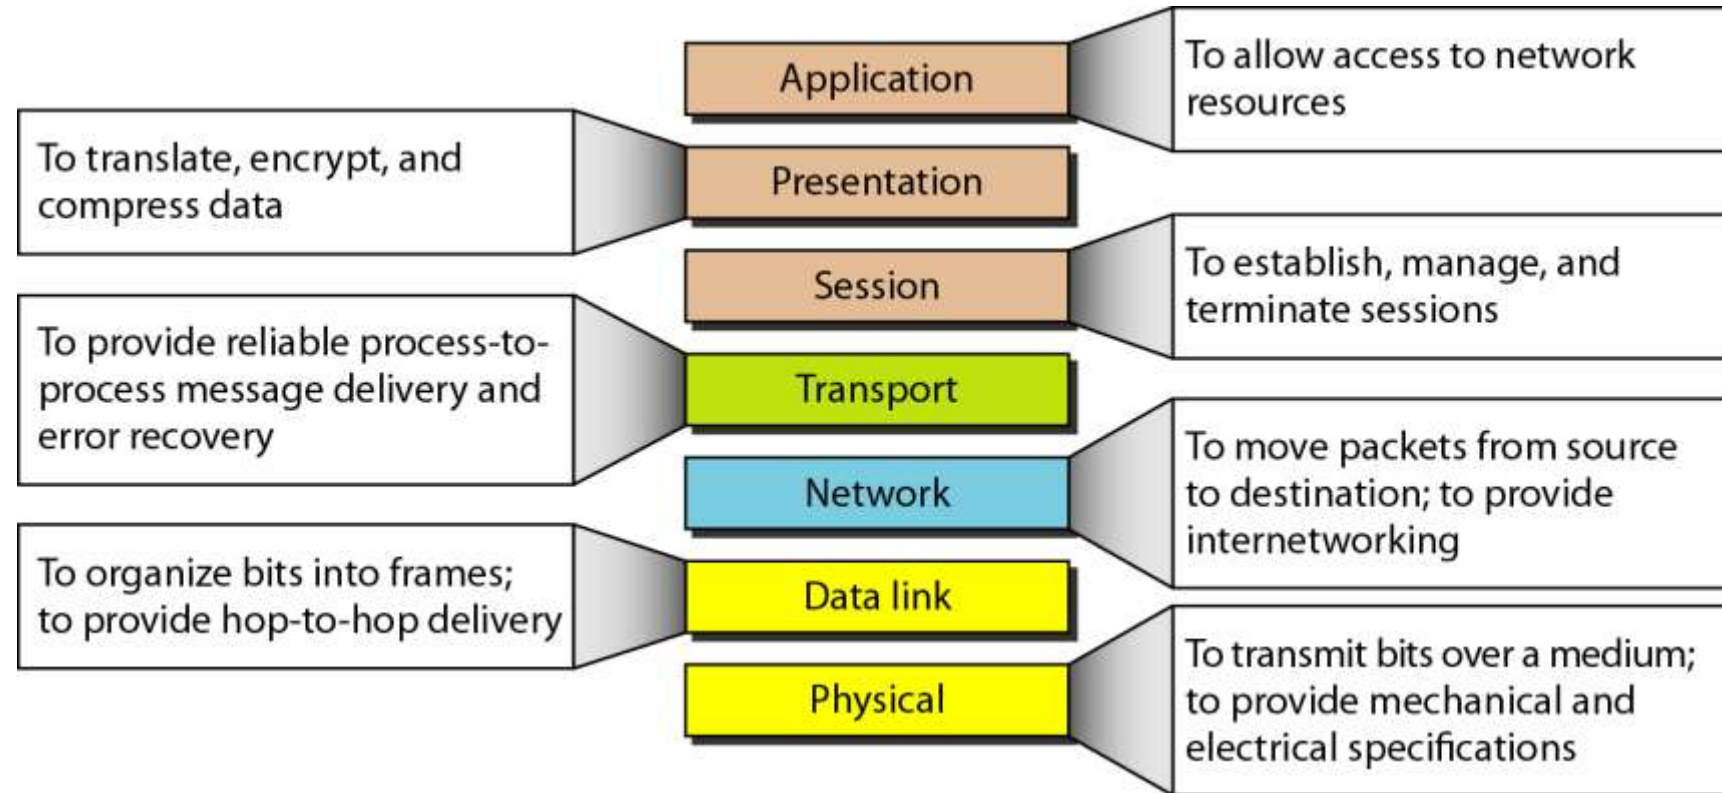 Application
To allow access to network
resources
To translate, encrypt, and
compress data
Presentation
Session
To establish, manage, and
terminate sessions
To provide reliable process-to-
process message delivery and
error recovery
Transport
Network
To move packets from source
to destination; to provide
internetworking
To organize bits into frames;
to provide hop-to-hop delivery
Data link
Physical
To transmit bits over a medium;
to provide mechanical and
electrical specifications